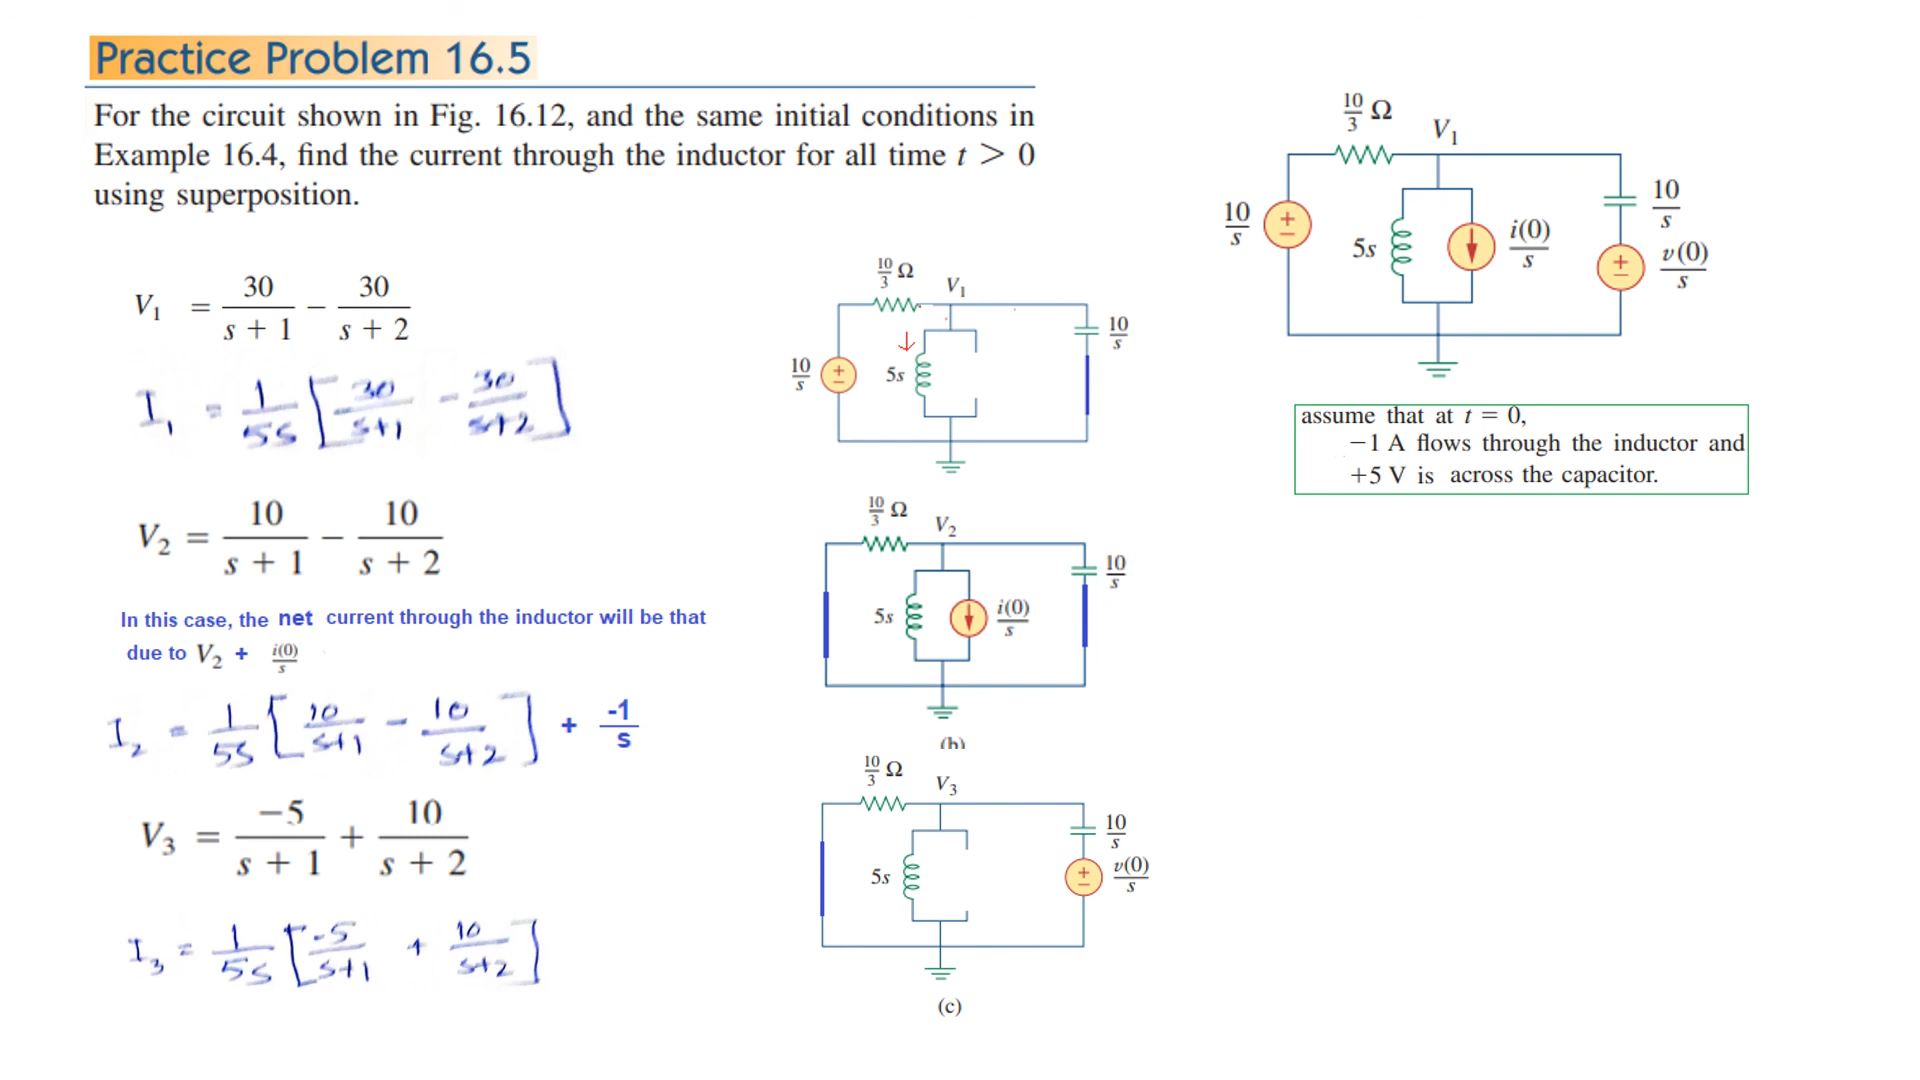 Practice Problem 16.5
For the circuit shown in Fig. 16.12, and the same initial conditions in
Example 16.4, find the current through the inductor for all time t > 0
using superposition.
V₁ = 30/(s + 1) − 30/(s + 2)
I₁ = 1/5s [30/(s+1) − 30/(s+2)]
V₂ = 10/(s + 1) − 10/(s + 2)
In this case, the net current through the inductor will be that
due to V₂ + i(0)/s
I₂ = 1/5s [10/(s+1) − 10/(s+2)] + -1/s
V₃ = −5/(s + 1) + 10/(s + 2)
I₃ = 1/5s [-5/(s+1) + 10/(s+2)]
10/3 Ω
V₁
10/s
+
−
5s
10/s
10/3 Ω
V₂
5s
i(0)/s
10/s
(b)
10/3 Ω
V₃
5s
10/s
+
−
v(0)/s
(c)
10/3 Ω
V₁
10/s
+
−
5s
i(0)/s
10/s
+
−
v(0)/s
assume that at t = 0,
−1 A flows through the inductor and
+5 V is across the capacitor.